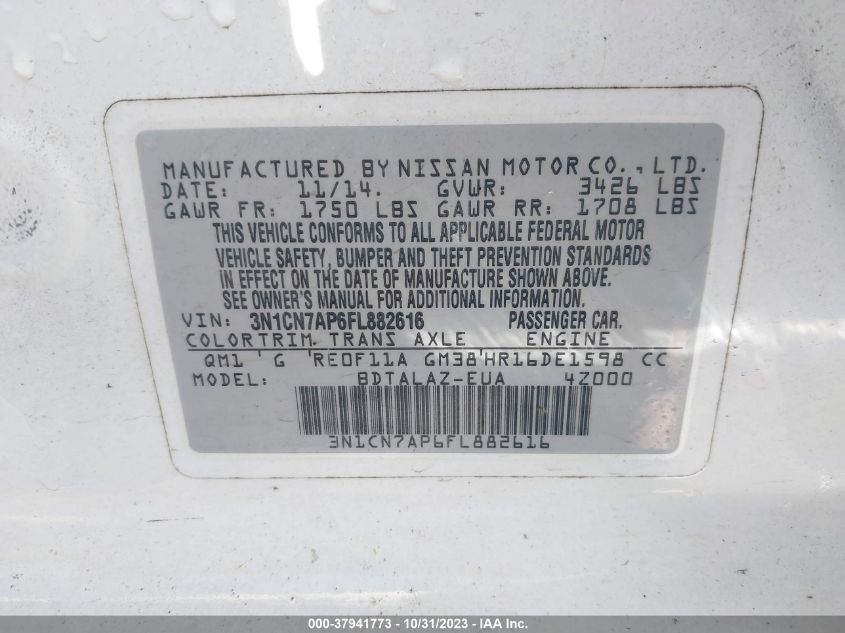 MANUFACTURED BY NISSAN MOTOR CO., LTD.
DATE: 11/14. GVWR: 3426 LBS
GAWR FR: 1750 LBS GAWR RR: 1708 LBS
THIS VEHICLE CONFORMS TO ALL APPLICABLE FEDERAL MOTOR
VEHICLE SAFETY, BUMPER AND THEFT PREVENTION STANDARDS
IN EFFECT ON THE DATE OF MANUFACTURE SHOWN ABOVE.
SEE OWNER'S MANUAL FOR ADDITIONAL INFORMATION.
VIN: 3N1CN7AP6FL882616 PASSENGER CAR.
COLOR TRIM TRANS AXLE ENGINE
QM1 ' G 'RE0F11A GM38'HR16DE1598 CC
MODEL: BDTALAZ-EUA 4Z000
3N1CN7AP6FL882616
000-37941773 - 10/31/2023 - IAA Inc.